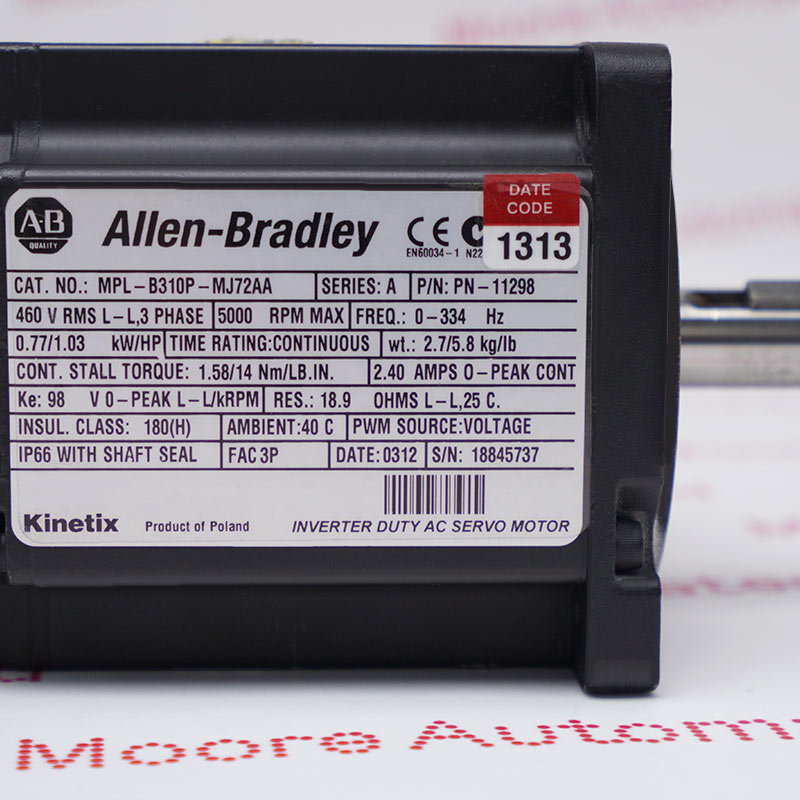 A-B
QUALITY
Allen-Bradley
CE
EN60034-1 N22
DATE
CODE
1313
CAT. NO.: MPL-B310P-MJ72AA SERIES: A P/N: PN-11298
460 V RMS L-L,3 PHASE 5000 RPM MAX FREQ.: 0-334 Hz
0.77/1.03 kW/HP TIME RATING:CONTINUOUS wt.: 2.7/5.8 kg/lb
CONT. STALL TORQUE: 1.58/14 Nm/LB.IN. 2.40 AMPS 0-PEAK CONT
Ke: 98 V 0-PEAK L-L/kRPM RES.: 18.9 OHMS L-L,25 C.
INSUL. CLASS: 180(H) AMBIENT:40 C PWM SOURCE:VOLTAGE
IP66 WITH SHAFT SEAL FAC 3P DATE:0312 S/N: 18845737
Kinetix Product of Poland INVERTER DUTY AC SERVO MOTOR
Moore Autom